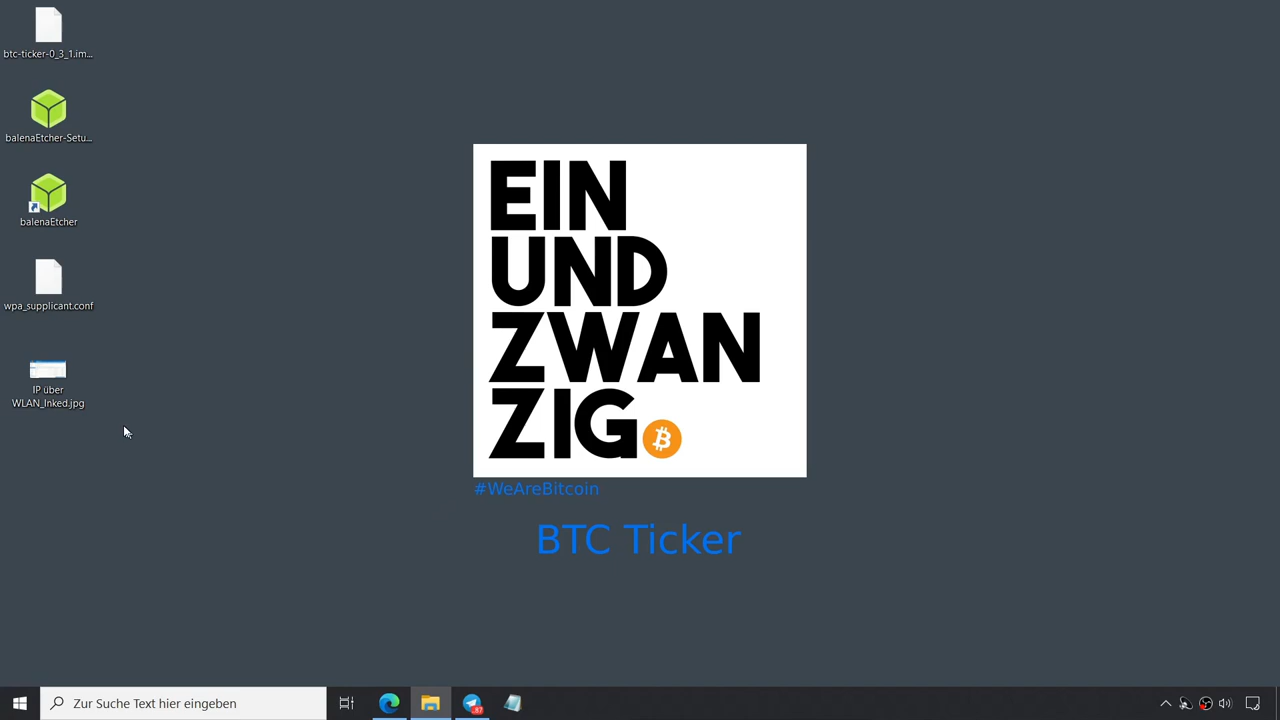 btc-ticker-0_3_1.im...
balenaEtcher-Setu...
balenaEtcher
wpa_supplicant.conf
IP über
WLAN_Inked.jpg
EIN
UND
ZWAN
ZIG
#WeAreBitcoin
BTC Ticker
Zur Suche Text hier eingeben
87